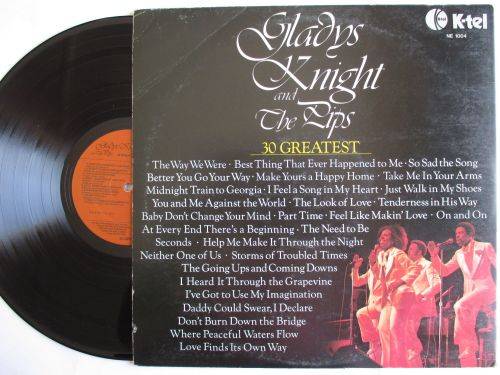 Gladys
Knight
and
The Pips
K-tel
NE 1004
30 GREATEST
The Way We Were · Best Thing That Ever Happened to Me · So Sad the Song
Better You Go Your Way · Make Yours a Happy Home · Take Me In Your Arms
Midnight Train to Georgia · I Feel a Song in My Heart · Just Walk in My Shoes
You and Me Against the World · The Look of Love · Tenderness in His Way
Baby Don't Change Your Mind · Part Time · Feel Like Makin' Love · On and On
At Every End There's a Beginning · The Need to Be
Seconds · Help Me Make It Through the Night
Neither One of Us · Storms of Troubled Times
The Going Ups and Coming Downs
I Heard It Through the Grapevine
I've Got to Use My Imagination
Daddy Could Swear, I Declare
Don't Burn Down the Bridge
Where Peaceful Waters Flow
Love Finds Its Own Way
Gladys Knight